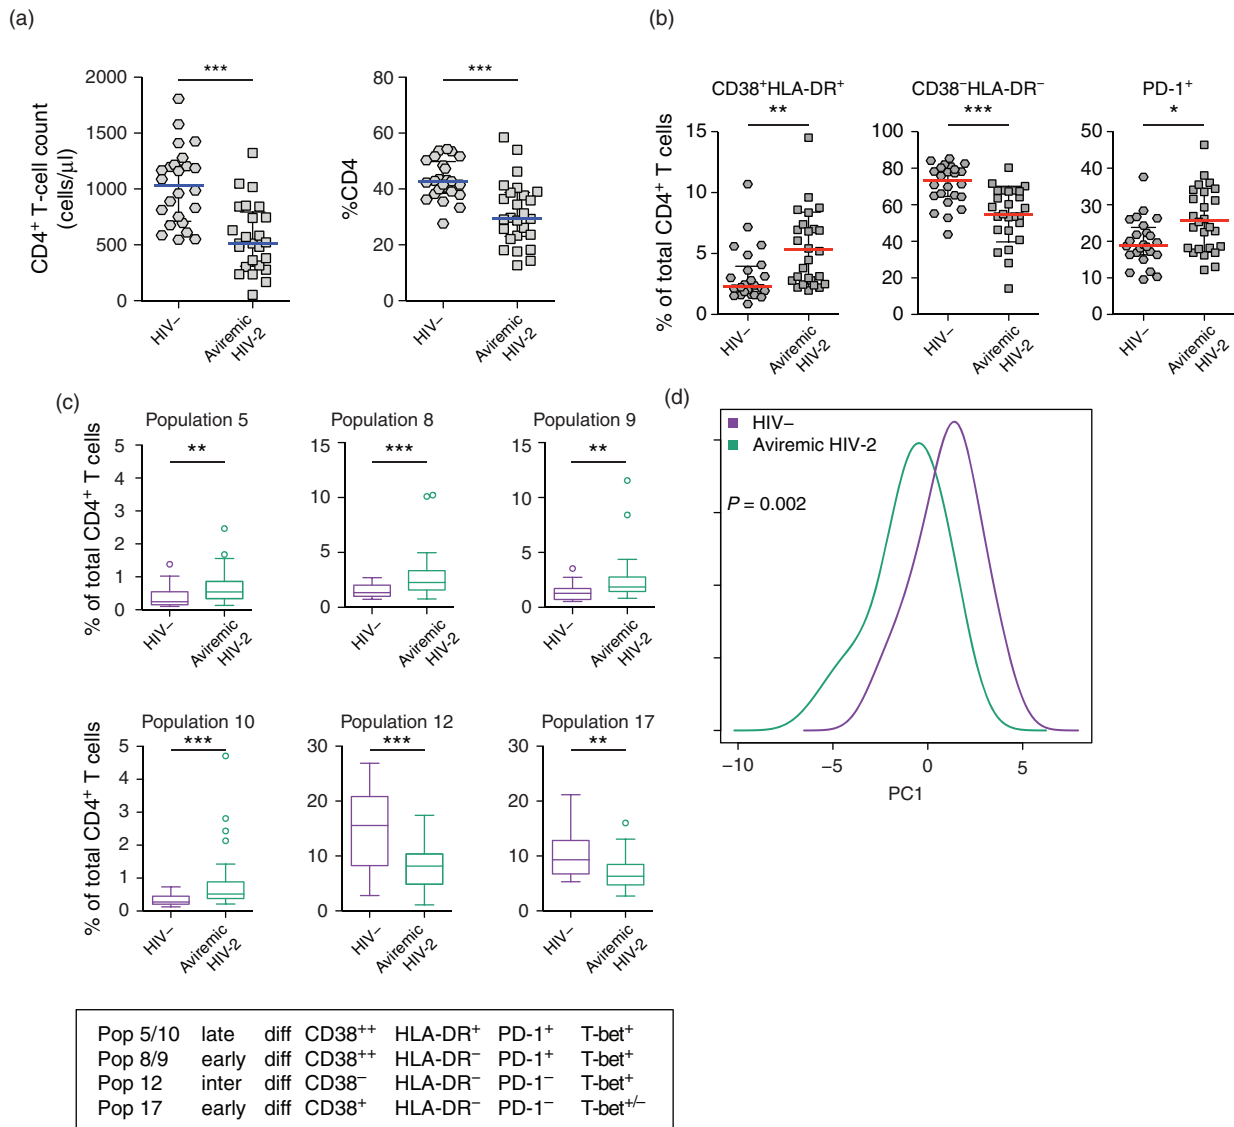 (a)
CD4+ T-cell count
(cells/µl)
2000
1500
1000
500
0
***
HIV–
Aviremic
HIV-2
%CD4
80
60
40
20
0
***
HIV–
Aviremic
HIV-2
(b)
% of total CD4+ T cells
CD38+HLA-DR+
**
15
10
5
0
HIV–
Aviremic
HIV-2
CD38–HLA-DR–
***
100
80
60
40
20
0
HIV–
Aviremic
HIV-2
PD-1+
*
50
40
30
20
10
0
HIV–
Aviremic
HIV-2
(c)
% of total CD4+ T cells
Population 5
**
5
4
3
2
1
0
HIV–
Aviremic
HIV-2
Population 8
***
15
10
5
0
HIV–
Aviremic
HIV-2
Population 9
**
15
10
5
0
HIV–
Aviremic
HIV-2
% of total CD4+ T cells
Population 10
***
5
4
3
2
1
0
HIV–
Aviremic
HIV-2
Population 12
***
30
20
10
0
HIV–
Aviremic
HIV-2
Population 17
**
30
20
10
0
HIV–
Aviremic
HIV-2
(d)
HIV–
Aviremic HIV-2
P = 0.002
–10
–5
0
5
PC1
Pop 5/10 late diff CD38++ HLA-DR+ PD-1+ T-bet+
Pop 8/9 early diff CD38++ HLA-DR– PD-1+ T-bet+
Pop 12 inter diff CD38– HLA-DR– PD-1– T-bet+
Pop 17 early diff CD38+ HLA-DR– PD-1– T-bet+/–